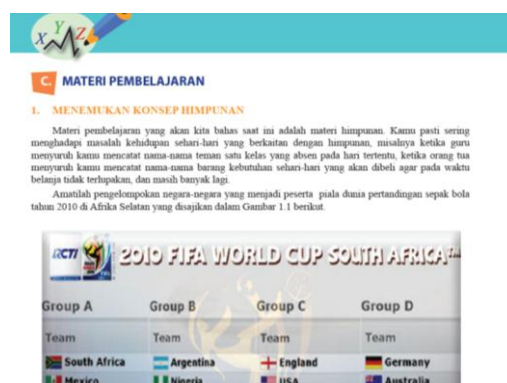 X Y Z
C. MATERI PEMBELAJARAN
1. MENEMUKAN KONSEP HIMPUNAN
Materi pembelajaran yang akan kita bahas saat ini adalah materi himpunan. Kamu pasti sering
menghadapi masalah kehidupan sehari-hari yang berkaitan dengan himpunan, misalnya ketika guru
menyuruh kamu mencatat nama-nama teman satu kelas yang absen pada hari tertentu, ketika orang tua
menyuruh kamu mencatat nama-nama barang kebutuhan sehari-hari yang akan dibeli agar pada waktu
belanja tidak terlupakan, dan masih banyak lagi.
Amatilah pengelompokan negara-negara yang menjadi peserta piala dunia pertandingan sepak bola
tahun 2010 di Afrika Selatan yang disajikan dalam Gambar 1.1 berikut.
RCTI 2010 FIFA WORLD CUP SOUTH AFRICA™
Group A Group B Group C Group D
Team Team Team Team
South Africa Argentina England Germany
Mexico Nigeria USA Australia